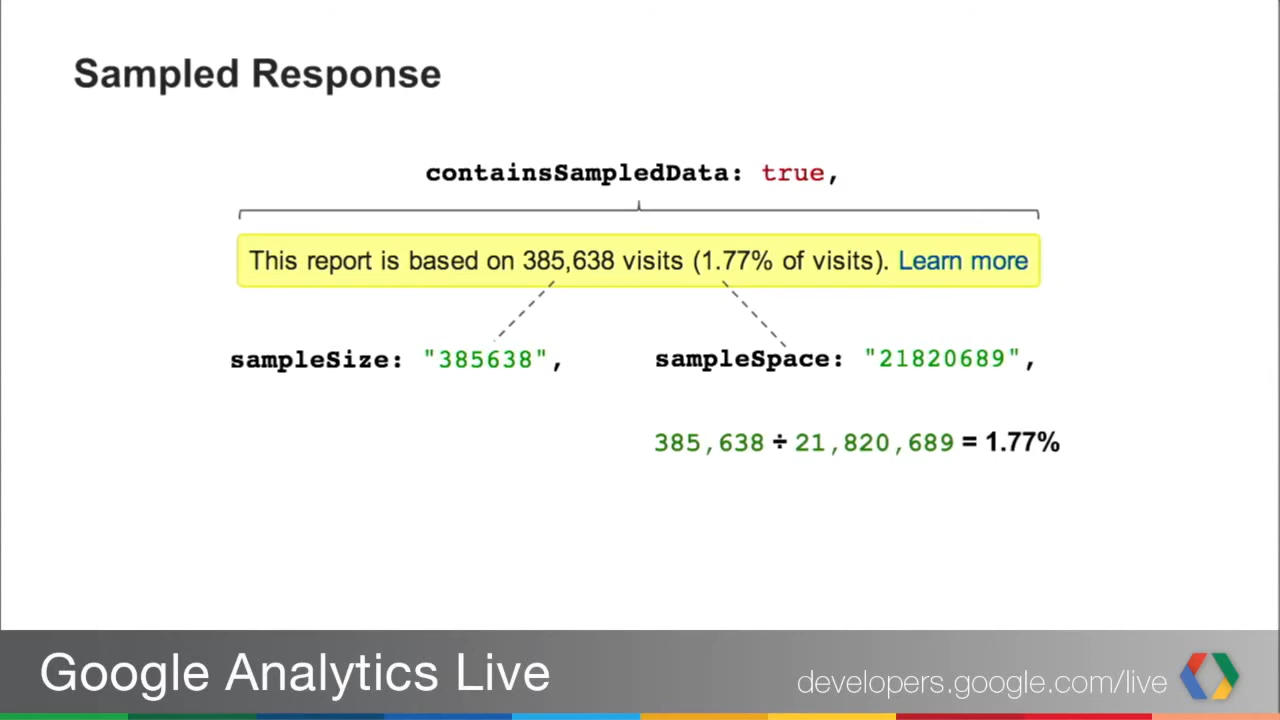 Sampled Response
containsSampledData: true,
This report is based on 385,638 visits (1.77% of visits). Learn more
sampleSize: "385638",
sampleSpace: "21820689",
385,638 ÷ 21,820,689 = 1.77%
Google Analytics Live
developers.google.com/live